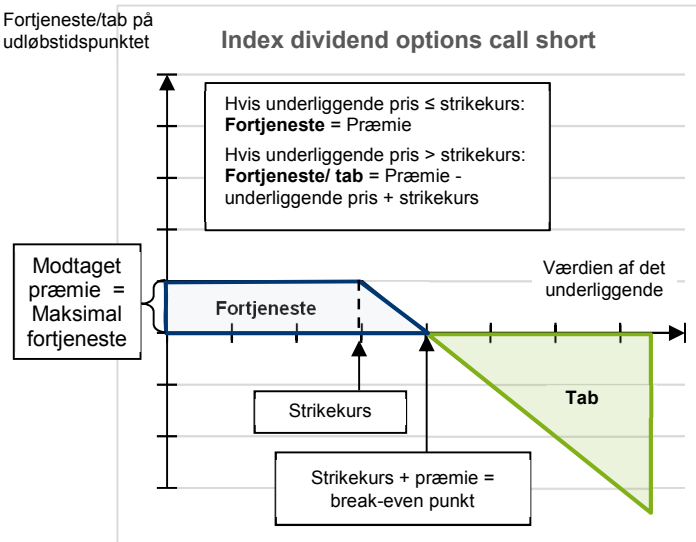 Fortjeneste/tab på
udløbstidspunktet
Index dividend options call short
Hvis underliggende pris ≤ strikekurs:
Fortjeneste = Præmie
Hvis underliggende pris > strikekurs:
Fortjeneste/ tab = Præmie -
underliggende pris + strikekurs
Modtaget
præmie =
Maksimal
fortjeneste
Fortjeneste
Værdien af det
underliggende
Strikekurs
Tab
Strikekurs + præmie =
break-even punkt